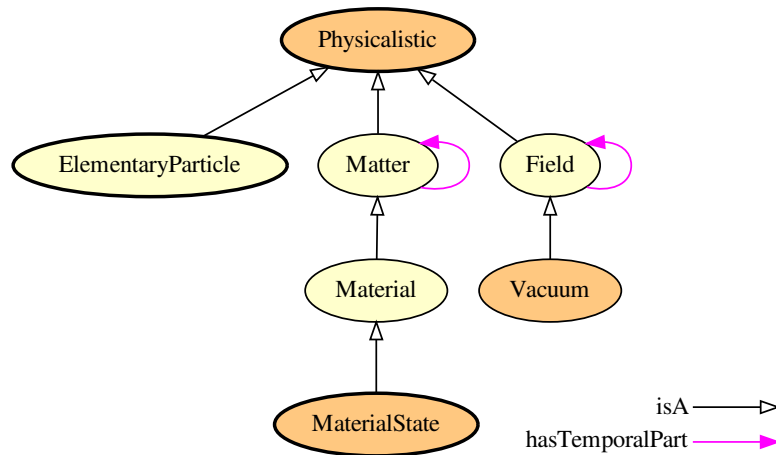 Physicalistic
ElementaryParticle
Matter
Field
Material
Vacuum
MaterialState
isA
hasTemporalPart